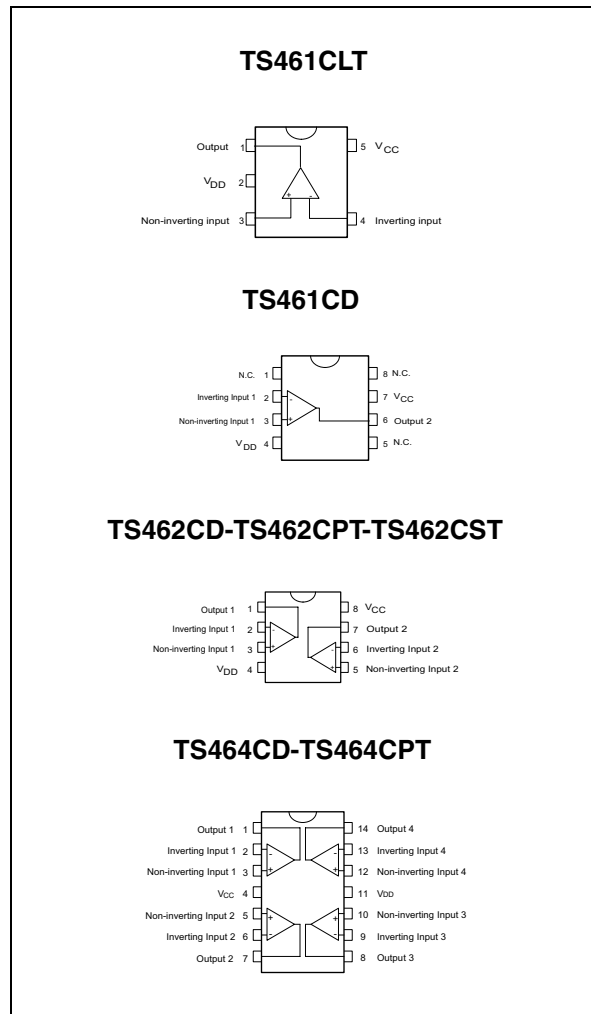 TS461CLT
Output 1 5 VCC
VDD 2
Non-inverting input 3 4 Inverting input
+ -
TS461CD
N.C. 1 8 N.C.
Inverting Input 1 2 - 7 VCC
Non-inverting Input 1 3 + 6 Output 2
VDD 4 5 N.C.
TS462CD-TS462CPT-TS462CST
Output 1 1 8 VCC
Inverting Input 1 2 - 7 Output 2
Non-inverting Input 1 3 + - 6 Inverting Input 2
VDD 4 + 5 Non-inverting Input 2
TS464CD-TS464CPT
Output 1 1 14 Output 4
Inverting Input 1 2 - - 13 Inverting Input 4
Non-inverting Input 1 3 + + 12 Non-inverting Input 4
VCC 4 11 VDD
Non-inverting Input 2 5 + + 10 Non-inverting Input 3
Inverting Input 2 6 - - 9 Inverting Input 3
Output 2 7 8 Output 3